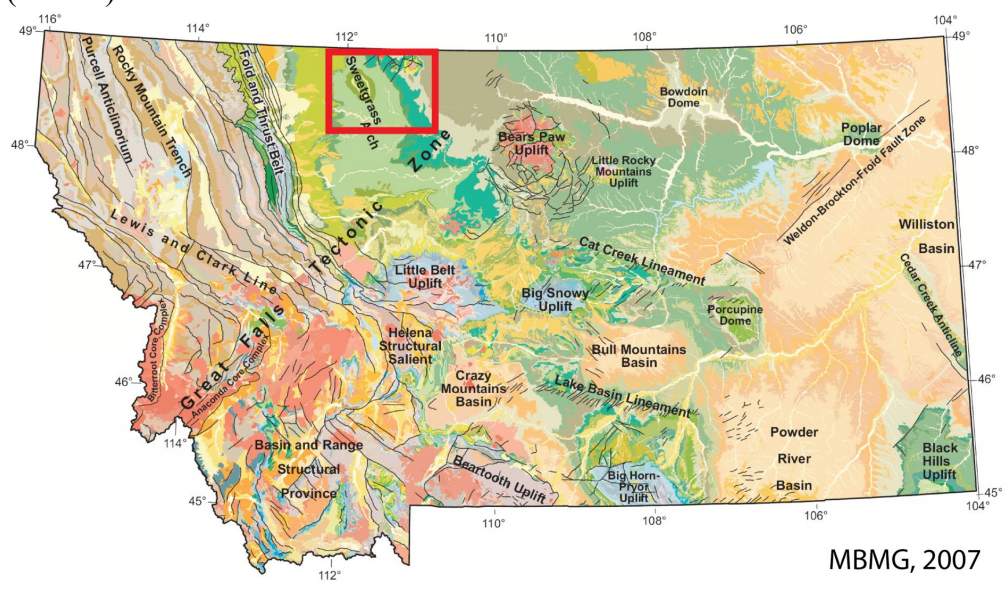 116°
114°
112°
110°
108°
106°
104°
49°
49°
Purcell Anticlinorium
Rocky Mountain Trench
Fold and Thrust Belt
Sweetgrass
Arch
Bowdoin
Dome
Bears Paw
Uplift
Poplar
Dome
48°
48°
Little Rocky
Mountains
Uplift
Weldon-Brockton-Froid Fault Zone
Great Falls Tectonic Zone
Lewis and Clark Line
Williston
Basin
Cat Creek Lineament
47°
47°
Little Belt
Uplift
Big Snowy
Uplift
Porcupine
Dome
Cedar Creek Anticline
Bitterroot Core Complex
Anaconda Core Complex
Helena
Structural
Salient
Bull Mountains
Basin
46°
46°
Crazy
Mountains
Basin
Lake Basin Lineament
114°
Basin and Range
Structural
Province
Powder
River
Basin
Black
Hills
Uplift
Beartooth Uplift
Big Horn-
Pryor
Uplift
45°
45°
104°
110°
108°
106°
112°
MBMG, 2007